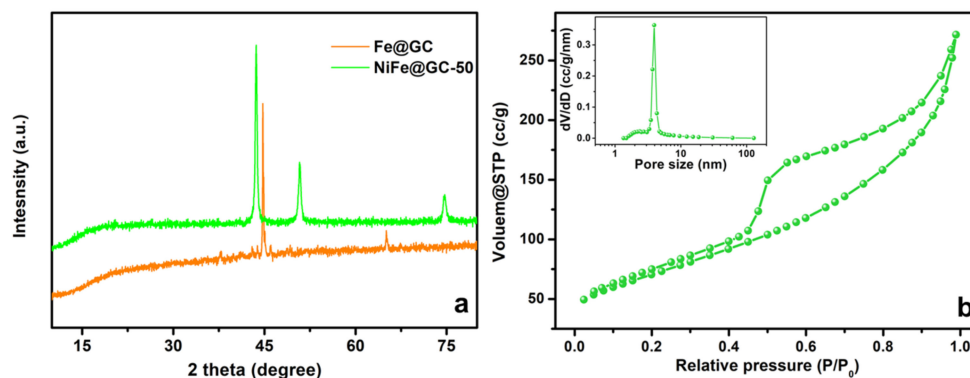 Intesnsity (a.u.)
Fe@GC
NiFe@GC-50
a
15 30 45 60 75
2 theta (degree)
Voluem@STP (cc/g)
250
200
150
100
50
0.0 0.2 0.4 0.6 0.8 1.0
Relative pressure (P/P0)
b
dV/dD (cc/g/nm)
0.3
0.2
0.1
0.0
1 10 100
Pore size (nm)